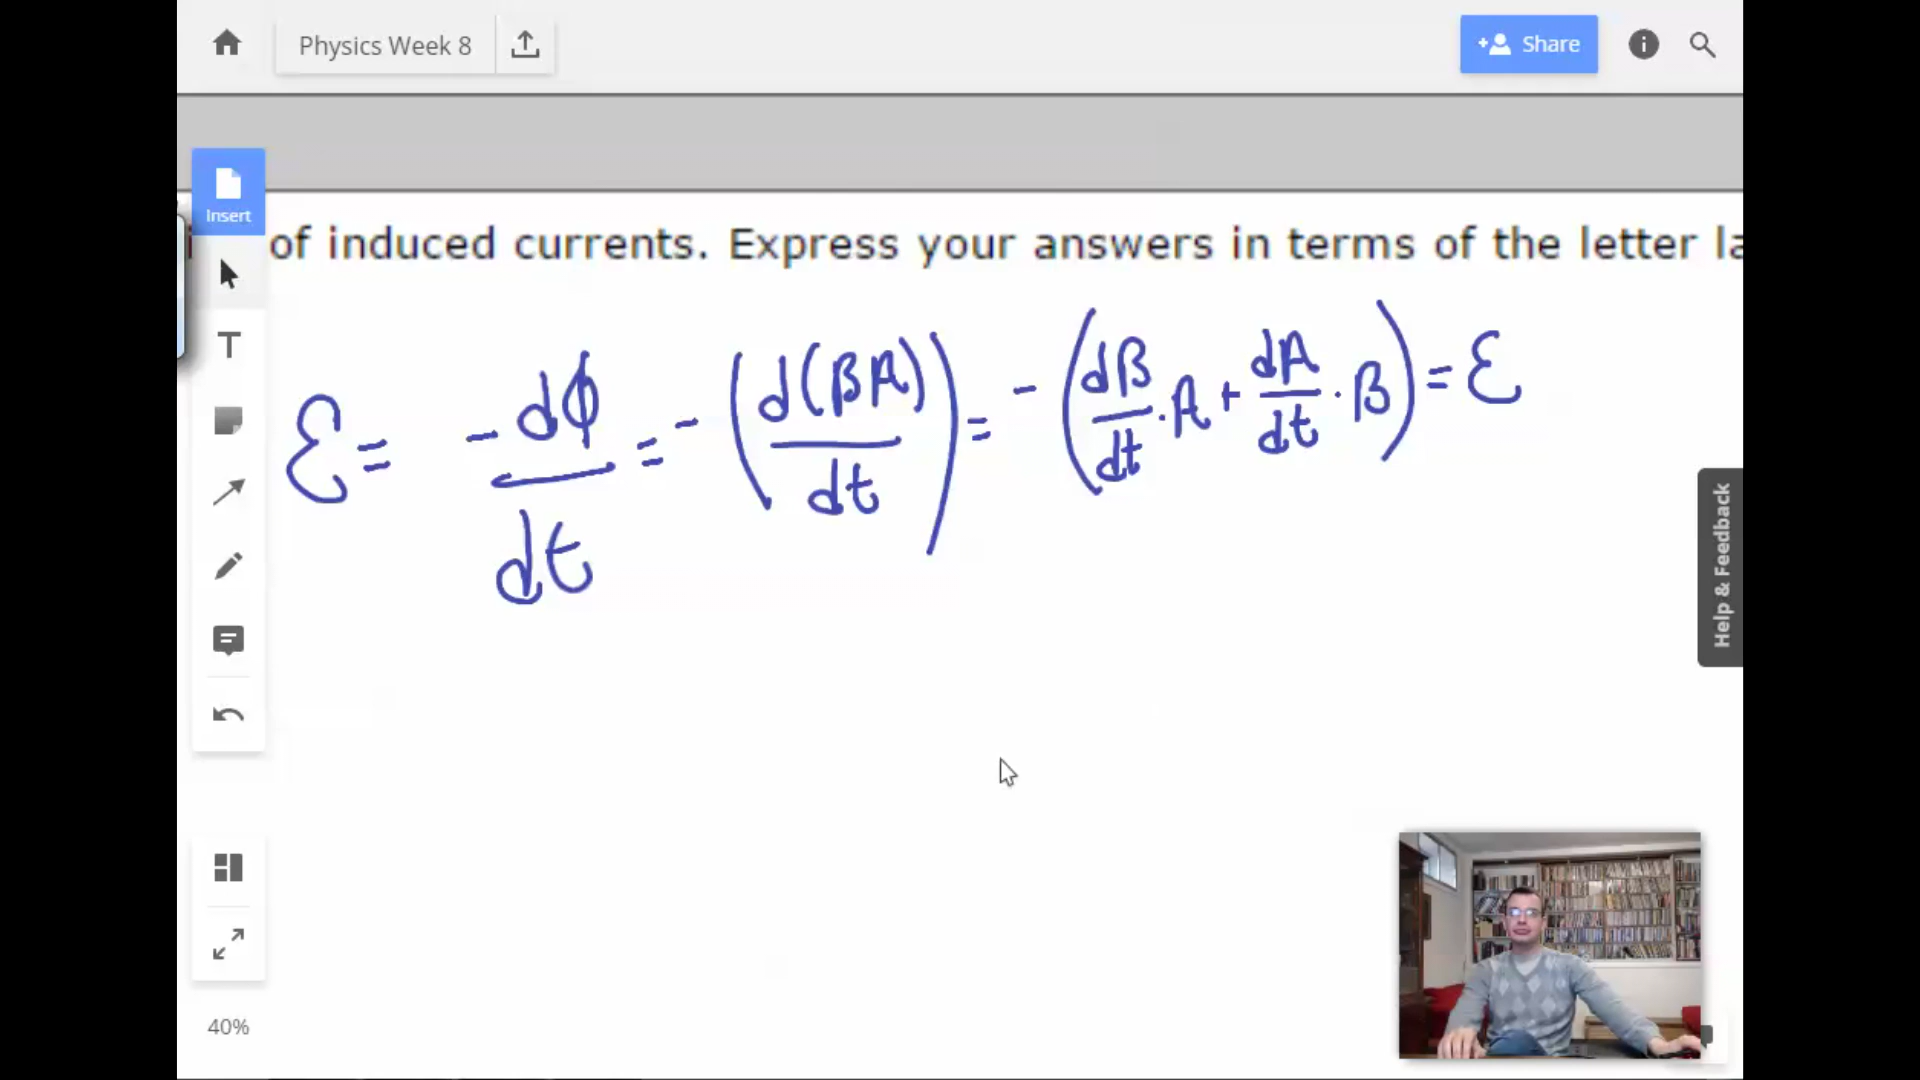 Physics Week 8
Share
Insert
of induced currents. Express your answers in terms of the letter la
ℰ = -dϕ/dt = -(d(BA)/dt) = -(dB/dt · A + dA/dt · B) = ℰ
Help & Feedback
40%